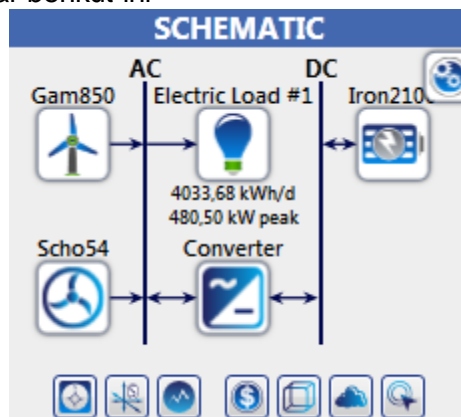 SCHEMATIC
AC DC
Gam850 Electric Load #1
4033,68 kWh/d
480,50 kW peak
Scho54 Converter